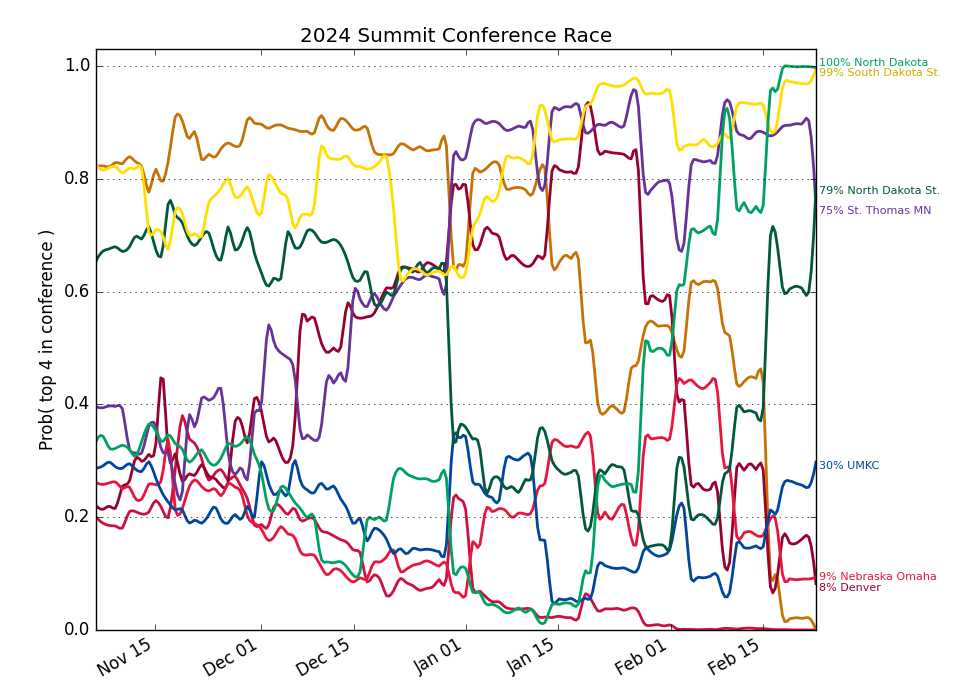 2024 Summit Conference Race
Prob( top 4 in conference )
1.0
0.8
0.6
0.4
0.2
0.0
Nov 15
Dec 01
Dec 15
Jan 01
Jan 15
Feb 01
Feb 15
100% North Dakota
99% South Dakota St.
79% North Dakota St.
75% St. Thomas MN
30% UMKC
9% Nebraska Omaha
8% Denver